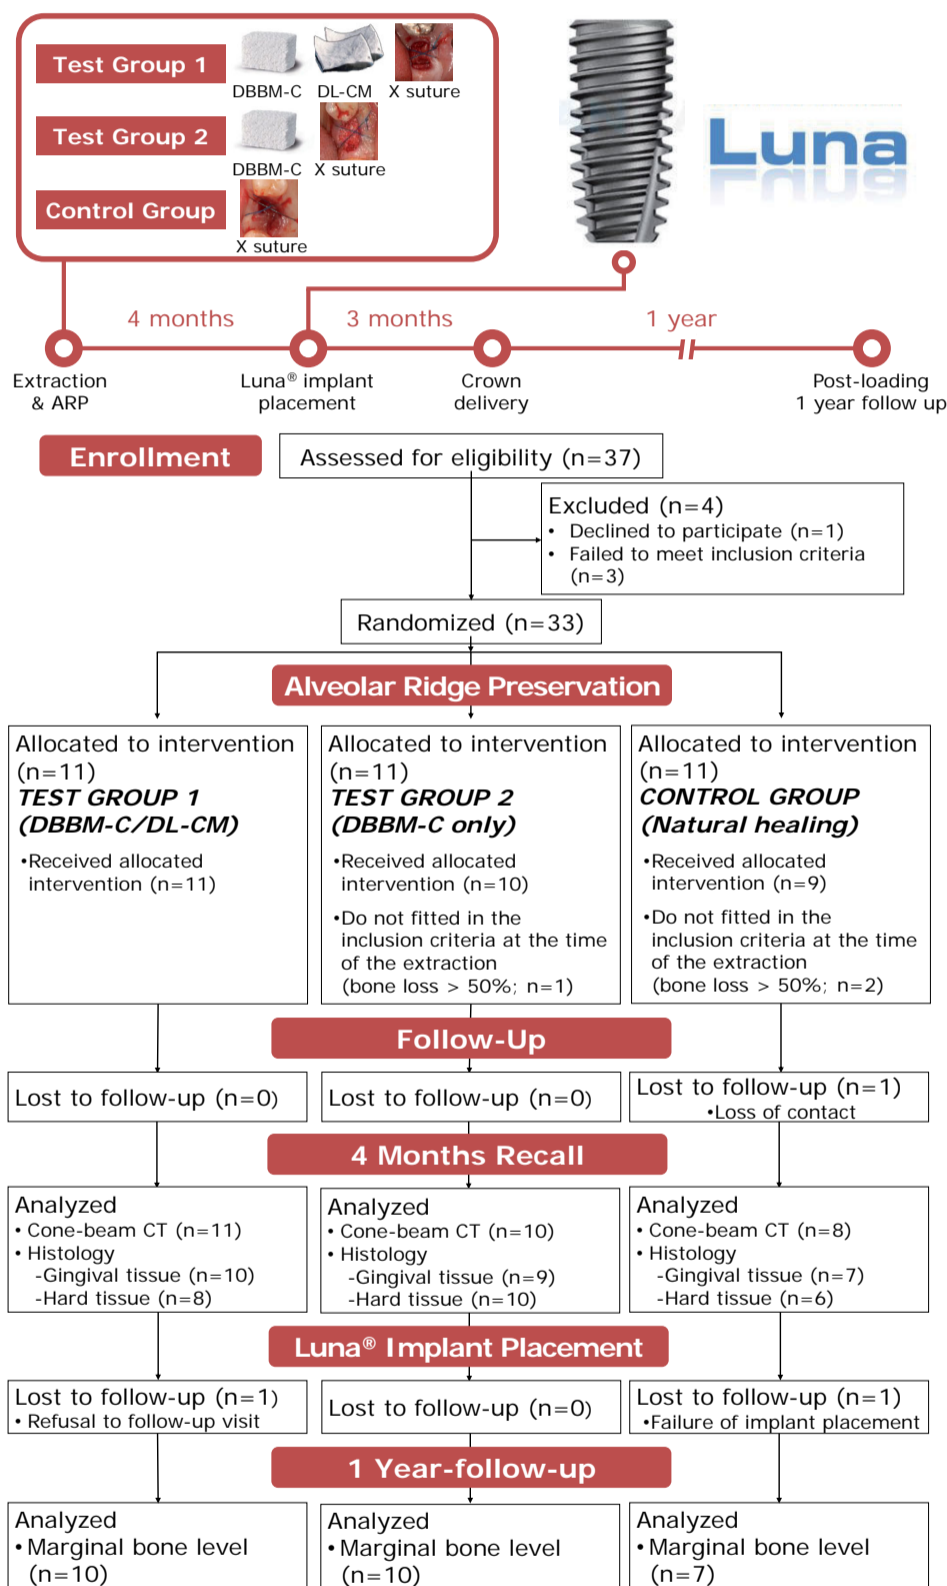 Test Group 1
DBBM-C
DL-CM
X suture
Test Group 2
DBBM-C
X suture
Control Group
X suture
Luna
4 months
3 months
1 year
Extraction
& ARP
Luna® implant
placement
Crown
delivery
Post-loading
1 year follow up
Enrollment
Assessed for eligibility (n=37)
Excluded (n=4)
• Declined to participate (n=1)
• Failed to meet inclusion criteria
(n=3)
Randomized (n=33)
Alveolar Ridge Preservation
Allocated to intervention
(n=11)
TEST GROUP 1
(DBBM-C/DL-CM)
•Received allocated
intervention (n=11)
Allocated to intervention
(n=11)
TEST GROUP 2
(DBBM-C only)
•Received allocated
intervention (n=10)
•Do not fitted in the
inclusion criteria at the time
of the extraction
(bone loss > 50%; n=1)
Allocated to intervention
(n=11)
CONTROL GROUP
(Natural healing)
•Received allocated
intervention (n=9)
•Do not fitted in the
inclusion criteria at the time
of the extraction
(bone loss > 50%; n=2)
Follow-Up
Lost to follow-up (n=0)
Lost to follow-up (n=0)
Lost to follow-up (n=1)
•Loss of contact
4 Months Recall
Analyzed
• Cone-beam CT (n=11)
• Histology
-Gingival tissue (n=10)
-Hard tissue (n=8)
Analyzed
• Cone-beam CT (n=10)
• Histology
-Gingival tissue (n=9)
-Hard tissue (n=10)
Analyzed
• Cone-beam CT (n=8)
• Histology
-Gingival tissue (n=7)
-Hard tissue (n=6)
Luna® Implant Placement
Lost to follow-up (n=1)
• Refusal to follow-up visit
Lost to follow-up (n=0)
Lost to follow-up (n=1)
•Failure of implant placement
1 Year-follow-up
Analyzed
• Marginal bone level
(n=10)
Analyzed
• Marginal bone level
(n=10)
Analyzed
• Marginal bone level
(n=7)